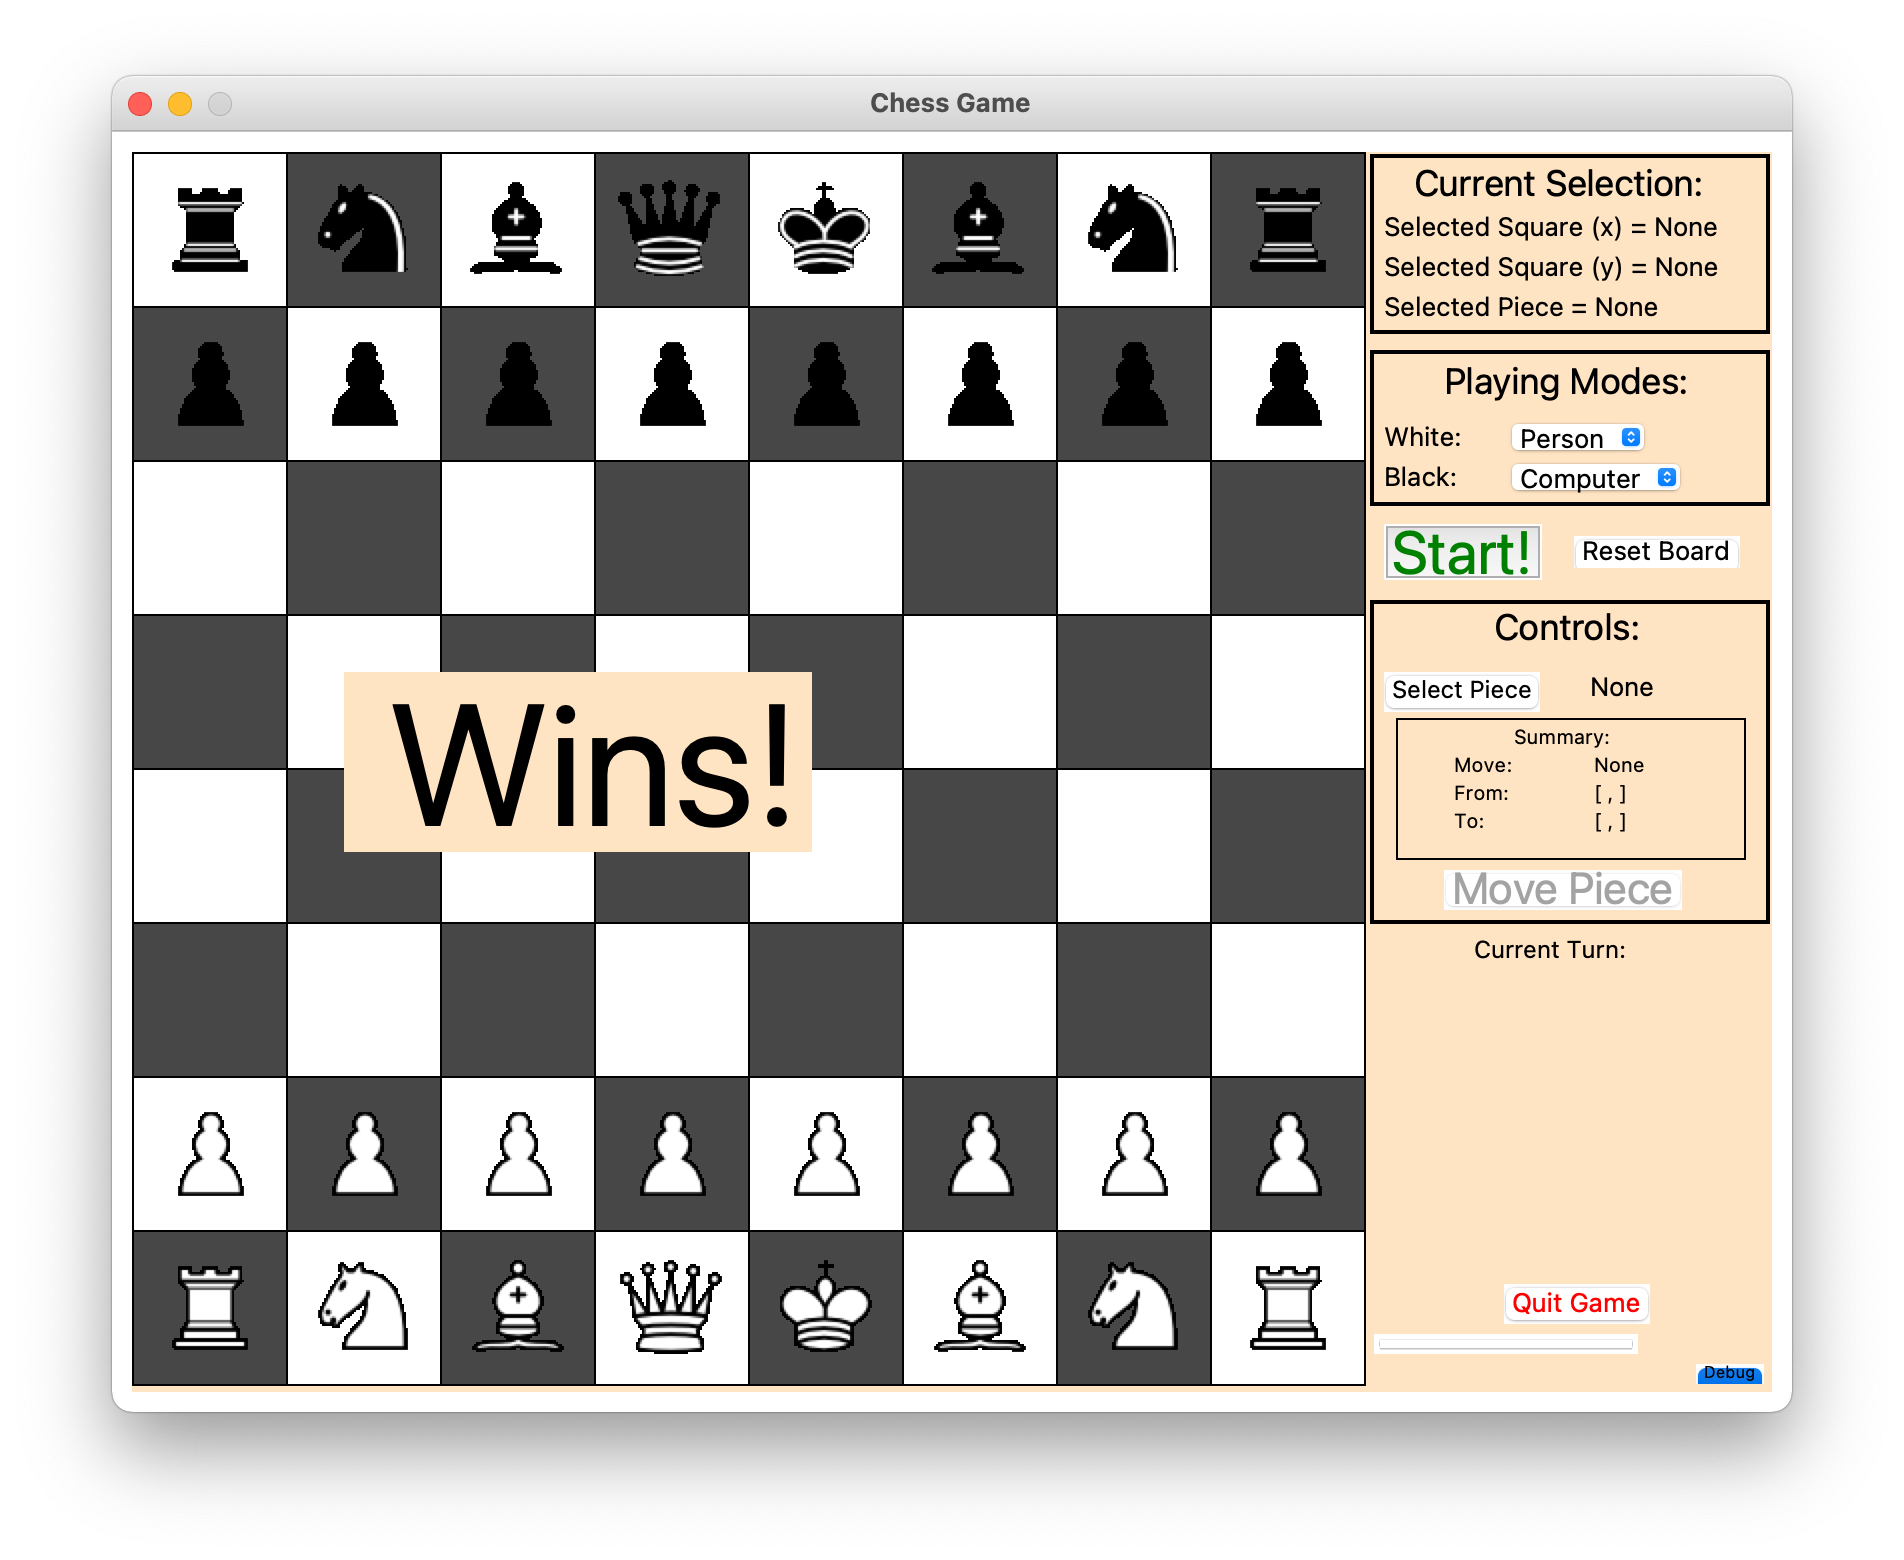 Chess Game
Current Selection:
Selected Square (x) = None
Selected Square (y) = None
Selected Piece = None
Playing Modes:
White: Person
Black: Computer
Start! Reset Board
Controls:
Select Piece None
Summary:
Move: None
From: [ , ]
To: [ , ]
Move Piece
Current Turn:
Wins!
Quit Game
Debug